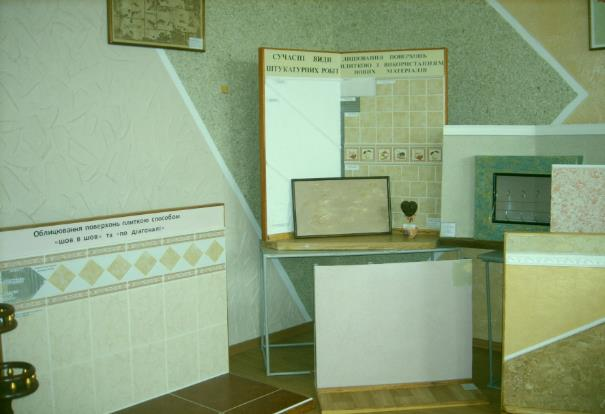 СУЧАСНІ ВИДИ
ШТУКАТУРНИХ РОБІТ
ЛИЦЮВАННЯ ПОВЕРХОНЬ
ПЛИТКОЮ З ВИКОРИСТАННЯМ
НОВИХ МАТЕРІАЛІВ
Облицювання поверхонь плиткою способом
«шов в шов» та «по діагоналі»